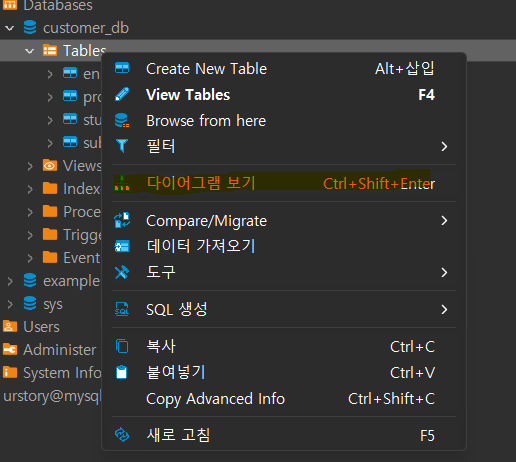 Databases
customer_db
Tables
en
pro
stu
sub
Views
Indexe
Proce
Trigge
Event
example
sys
Users
Administer
System Info
urstory@mysql
Create New Table Alt+삽입
View Tables F4
Browse from here
필터
다이어그램 보기 Ctrl+Shift+Enter
Compare/Migrate
데이터 가져오기
도구
SQL 생성
복사 Ctrl+C
붙여넣기 Ctrl+V
Copy Advanced Info Ctrl+Shift+C
새로 고침 F5